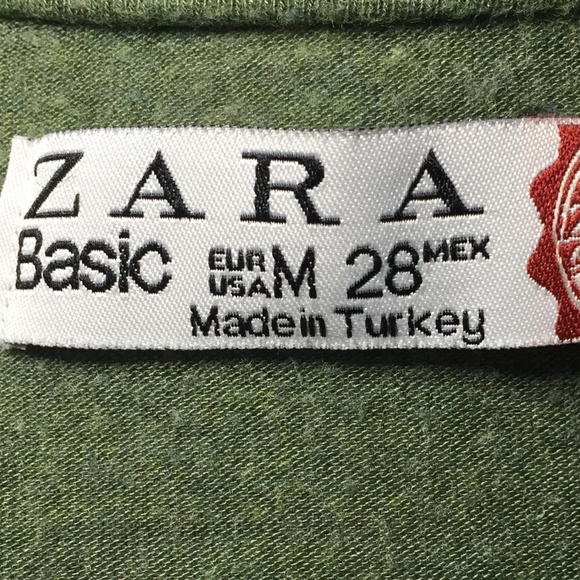 ZARA
Basic EUR USA M 28 MEX
Made in Turkey